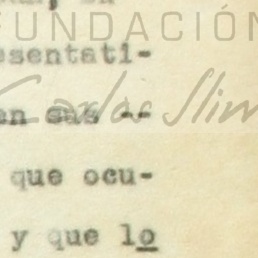 FUNDACIÓN
esentati-
Carlos Slim
en sus --
que ocu-
y que lo